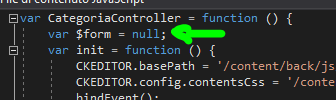 File di contenuto JavaScript
var CategoriaController = function () {
var $form = null;
var init = function () {
CKEDITOR.basePath = '/content/back/js
CKEDITOR.config.contentsCss = '/conte
bindEvent();